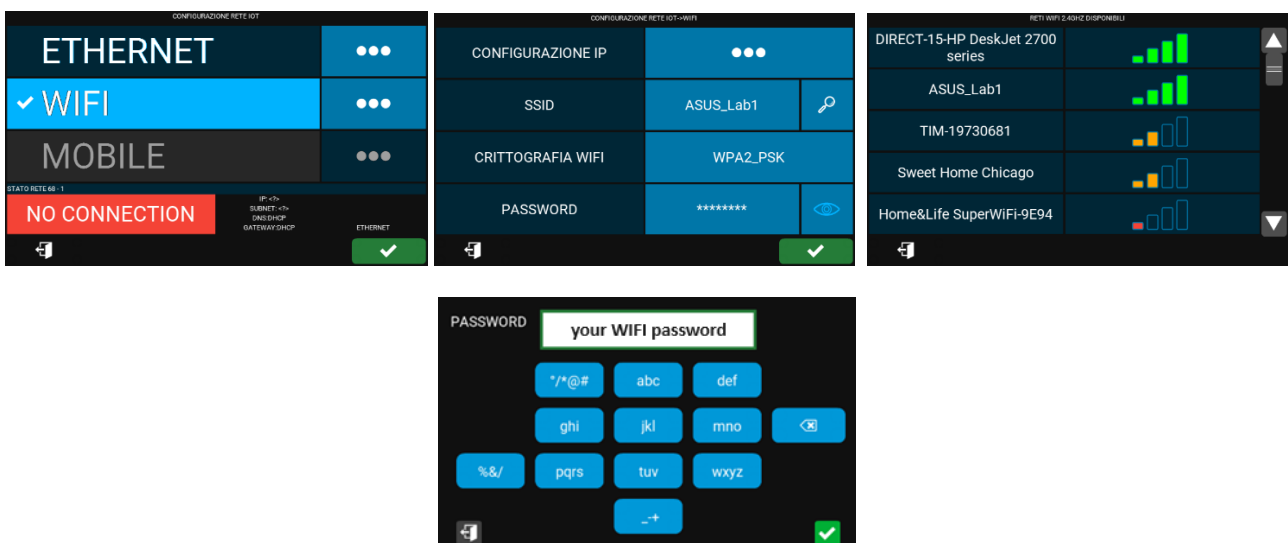 CONFIGURAZIONE RETE IOT
ETHERNET
WIFI
MOBILE
STATO RETE 68 - 1
NO CONNECTION
IP: <?>
SUBNET: <?>
DNS:DHCP
GATEWAY:DHCP
ETHERNET
CONFIGURAZIONE RETE IOT->WIFI
CONFIGURAZIONE IP
SSID
ASUS_Lab1
CRITTOGRAFIA WIFI
WPA2_PSK
PASSWORD
********
RETI WIFI 2,4GHZ DISPONIBILI
DIRECT-15-HP DeskJet 2700
series
ASUS_Lab1
TIM-19730681
Sweet Home Chicago
Home&Life SuperWiFi-9E94
PASSWORD
your WIFI password
"/*@#
abc
def
ghi
jkl
mno
%&/
pqrs
tuv
wxyz
_-+